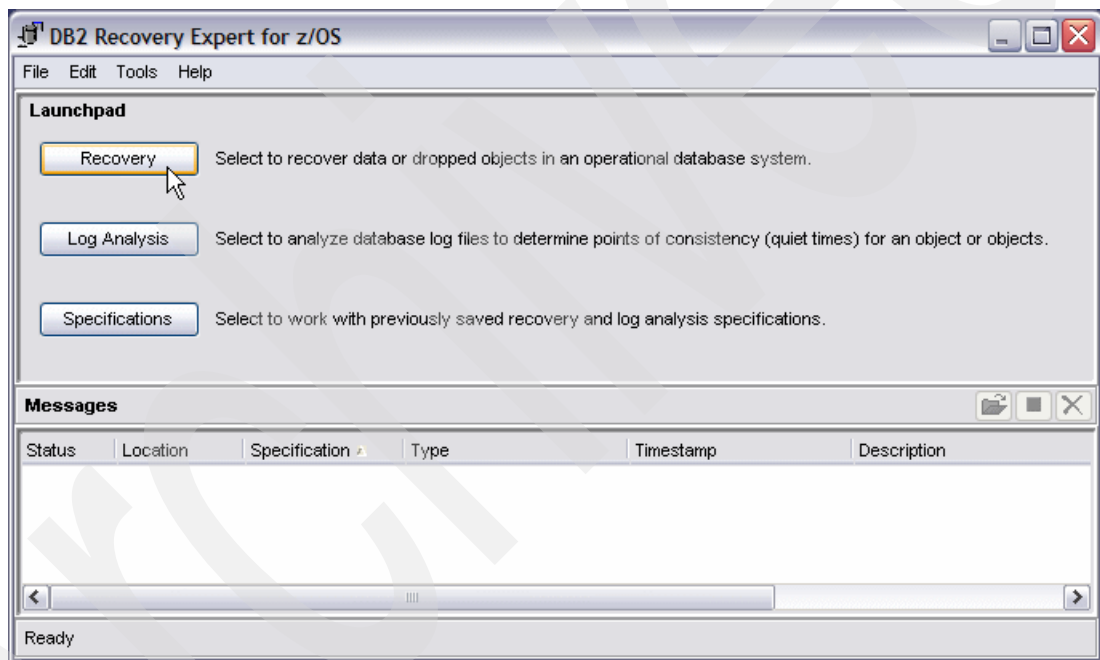 DB2 Recovery Expert for z/OS
File Edit Tools Help
Launchpad
Recovery Select to recover data or dropped objects in an operational database system.
Log Analysis Select to analyze database log files to determine points of consistency (quiet times) for an object or objects.
Specifications Select to work with previously saved recovery and log analysis specifications.
Messages
Status Location Specification Type Timestamp Description
Ready